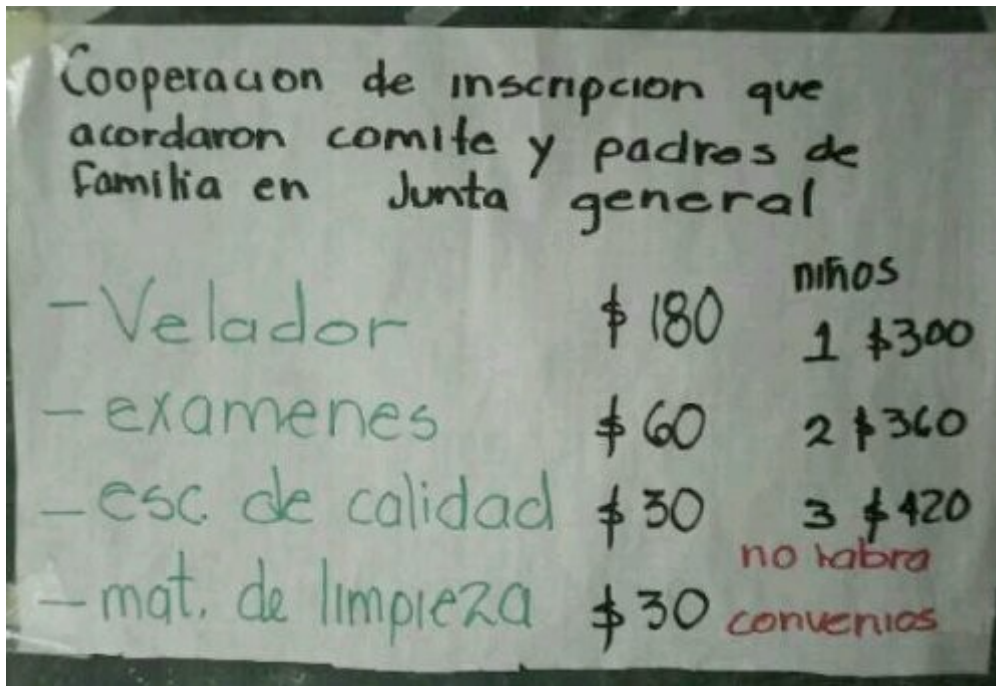 Cooperacion de inscripcion que
acordaron comite y padres de
familia en Junta general
niños
- Velador $ 180 1 $300
- examenes $ 60 2 $360
- esc. de calidad $ 30 3 $ 420
no habra
- mat. de limpieza $ 30 convenios